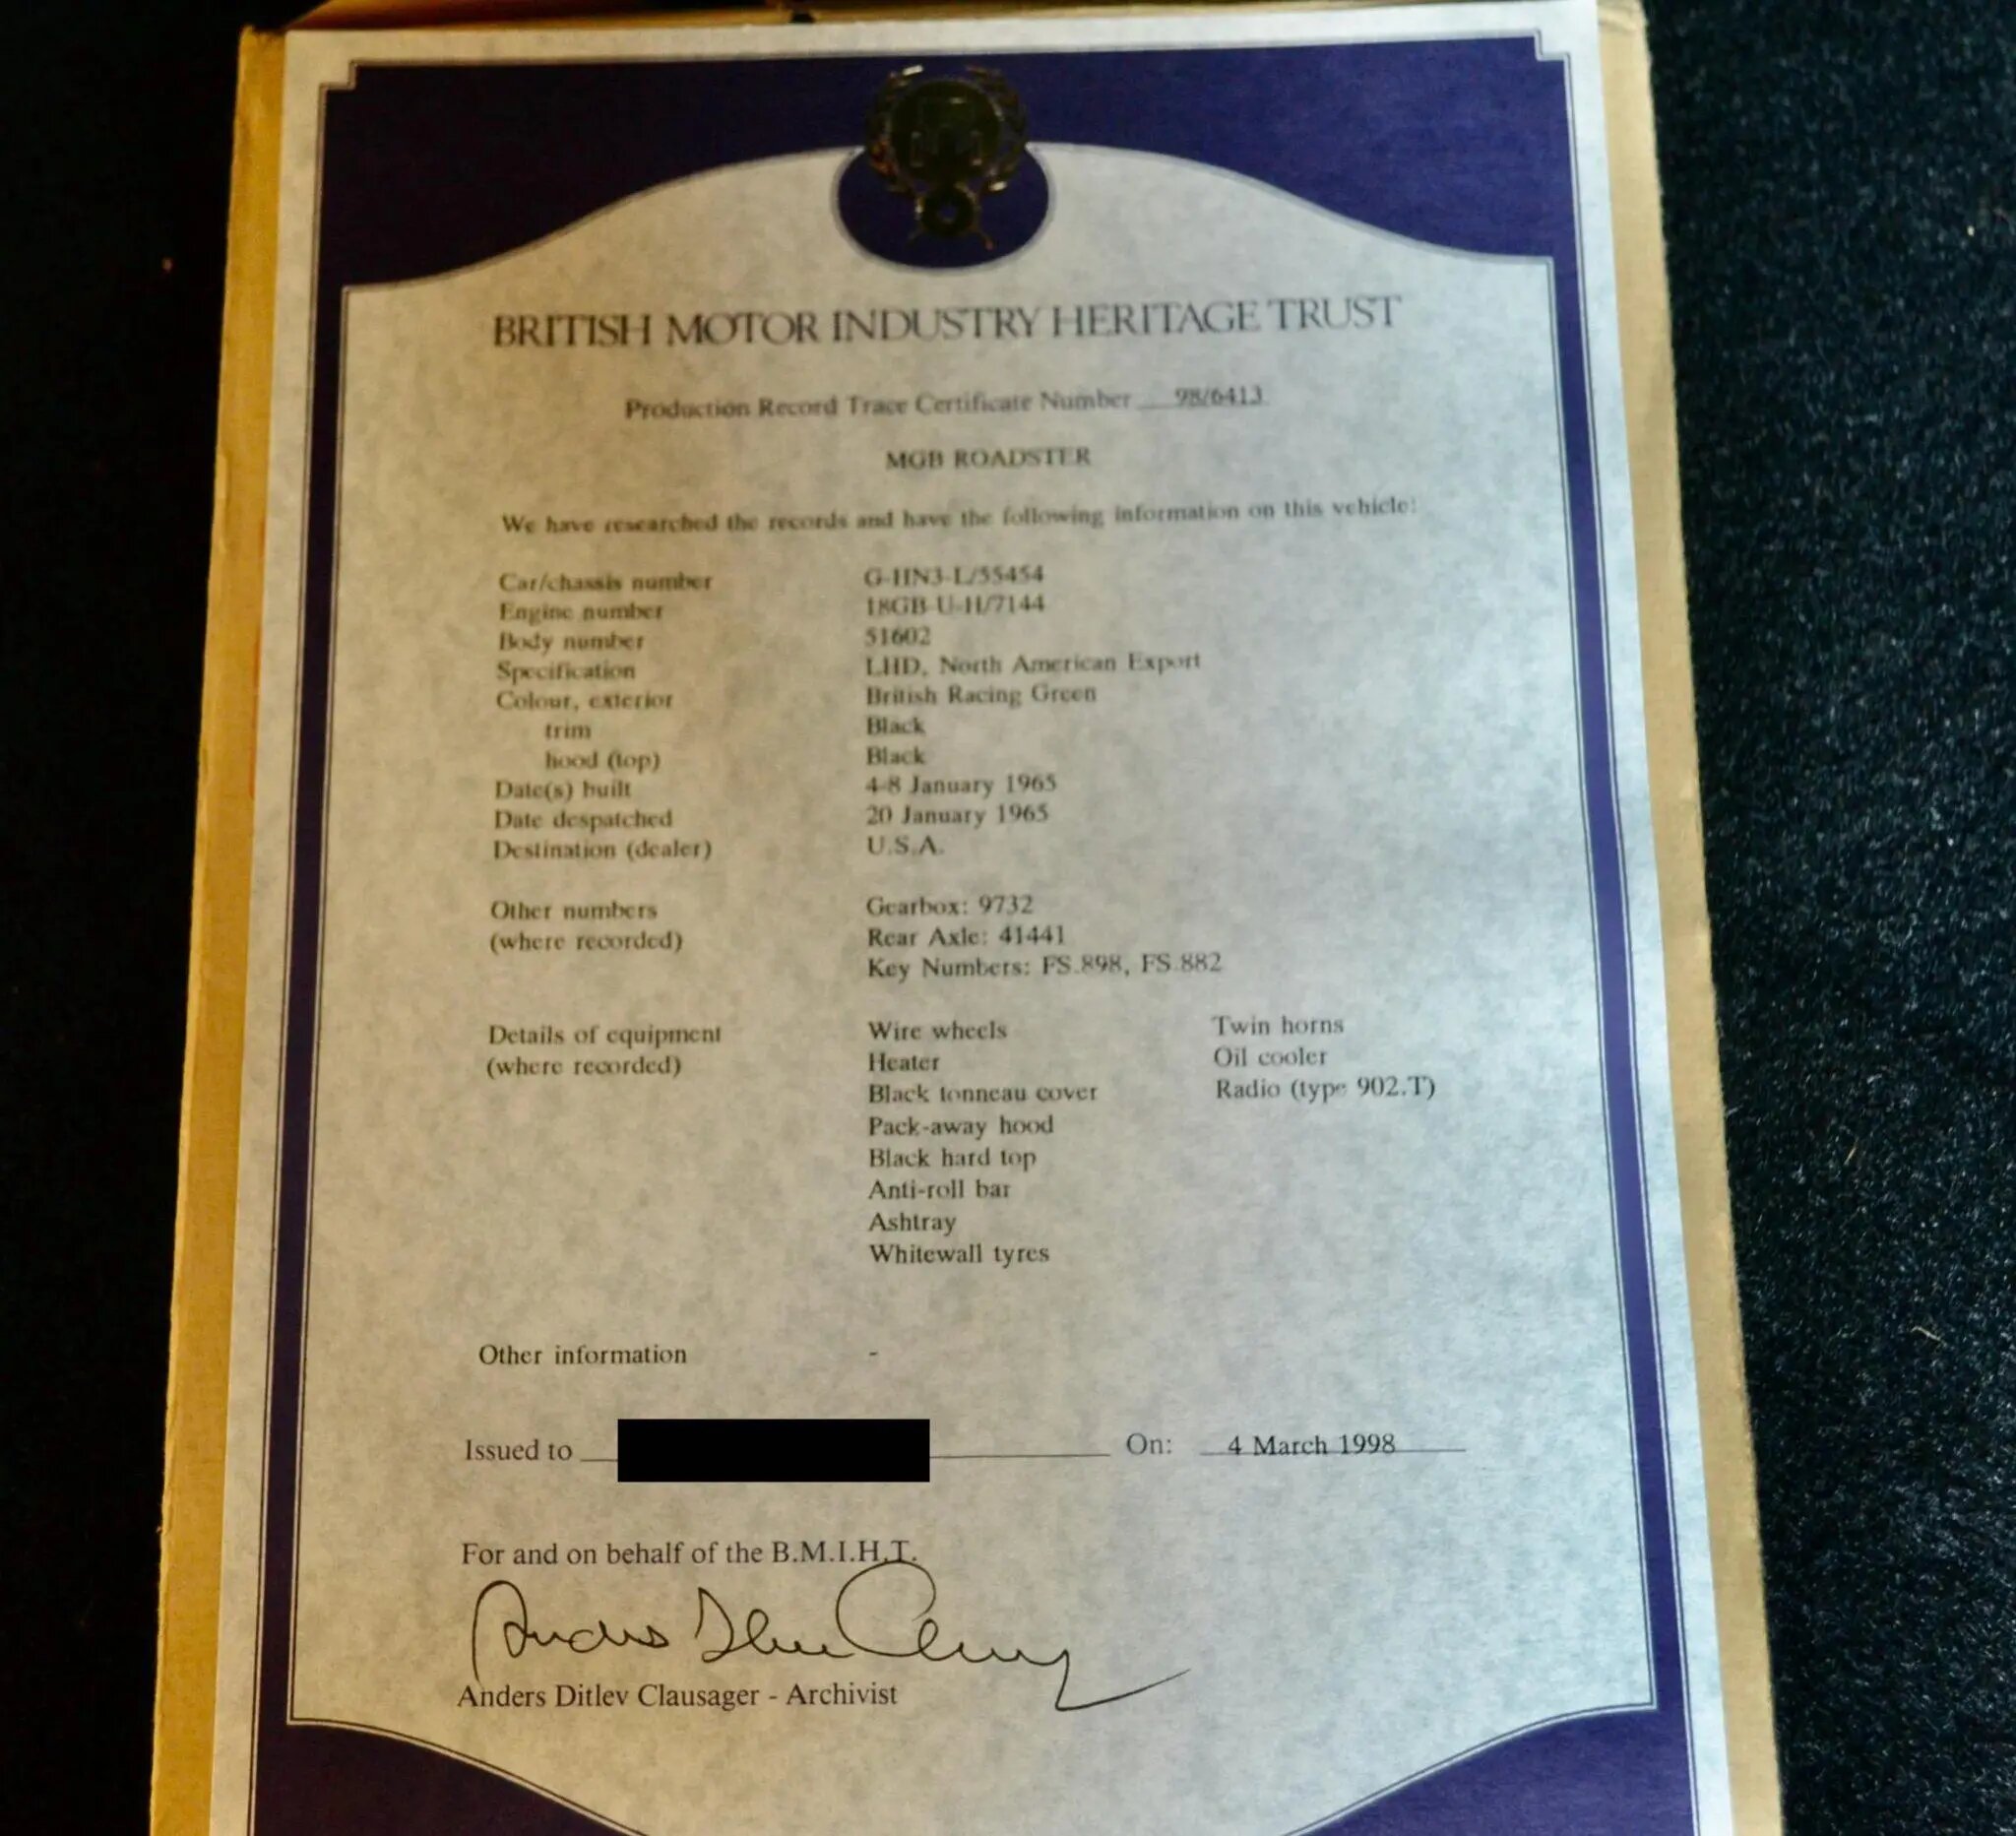 BRITISH MOTOR INDUSTRY HERITAGE TRUST
Production Record Trace Certificate Number 98/6413
MGB ROADSTER
We have researched the records and have the following information on this vehicle:
Car/chassis number G-HN3-L/55454
Engine number 18GB-U-H/7144
Body number 51602
Specification LHD, North American Export
Colour, exterior British Racing Green
trim Black
hood (top) Black
Date(s) built 4-8 January 1965
Date despatched 20 January 1965
Destination (dealer) U.S.A.
Other numbers Gearbox: 9732
(where recorded) Rear Axle: 41441
Key Numbers: FS.898, FS.882
Details of equipment Wire wheels Twin horns
(where recorded) Heater Oil cooler
Black tonneau cover Radio (type 902.T)
Pack-away hood
Black hard top
Anti-roll bar
Ashtray
Whitewall tyres
Other information -
Issued to On: 4 March 1998
For and on behalf of the B.M.I.H.T.
Anders Ditlev Clausager
Anders Ditlev Clausager - Archivist